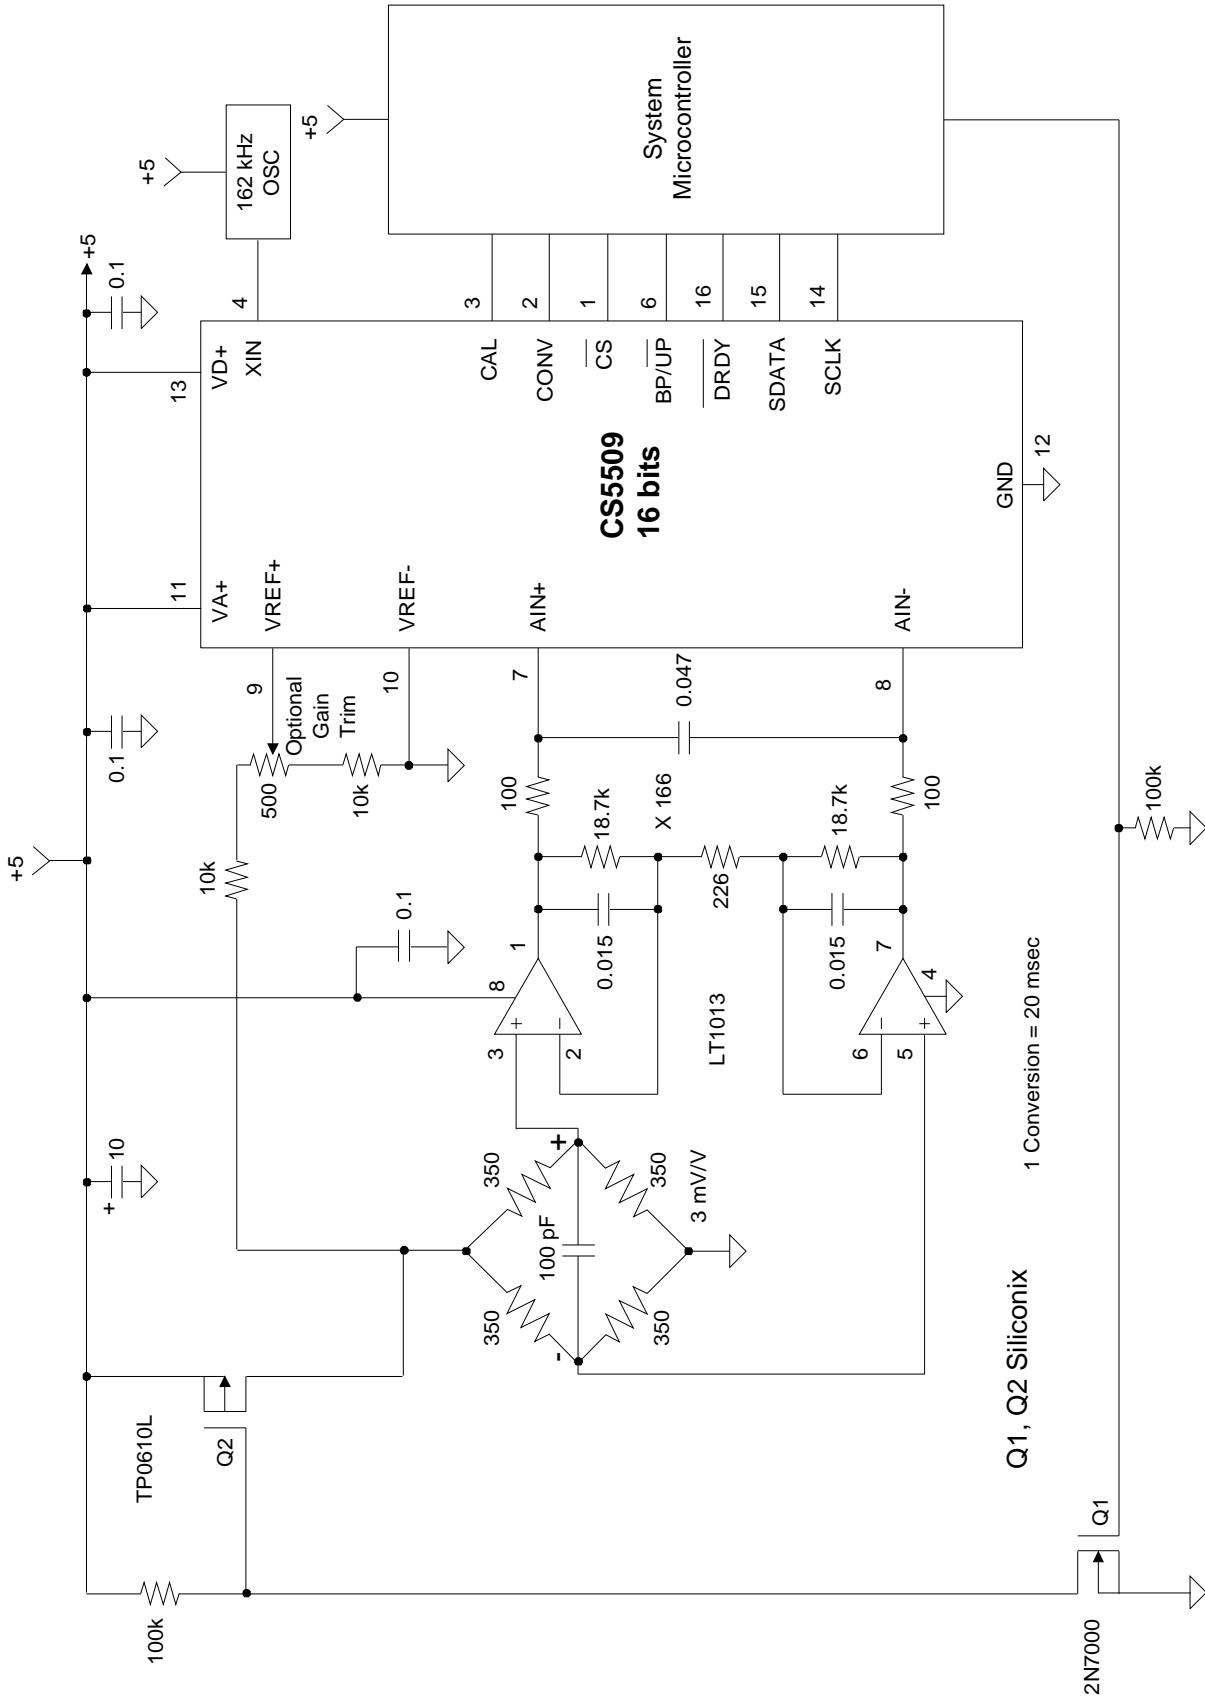 +5
+5
+5
+5
162 kHz
OSC
System
Microcontroller
0.1
0.1
0.1
+
10
13
VD+
XIN
4
11
VA+
VREF+
9
VREF-
10
Optional
Gain
Trim
500
10k
10k
AIN+
7
AIN-
8
CS5509
16 bits
CAL
3
CONV
2
CS
1
BP/UP
6
DRDY
16
SDATA
15
SCLK
14
GND
12
0.047
100
100
18.7k
X 166
18.7k
226
0.015
0.015
1
8
3
+
−
2
LT1013
7
4
6
−
5
+
350
350
350
350
100 pF
+
-
3 mV/V
1 Conversion = 20 msec
TP0610L
Q2
100k
100k
Q1, Q2 Siliconix
Q1
2N7000